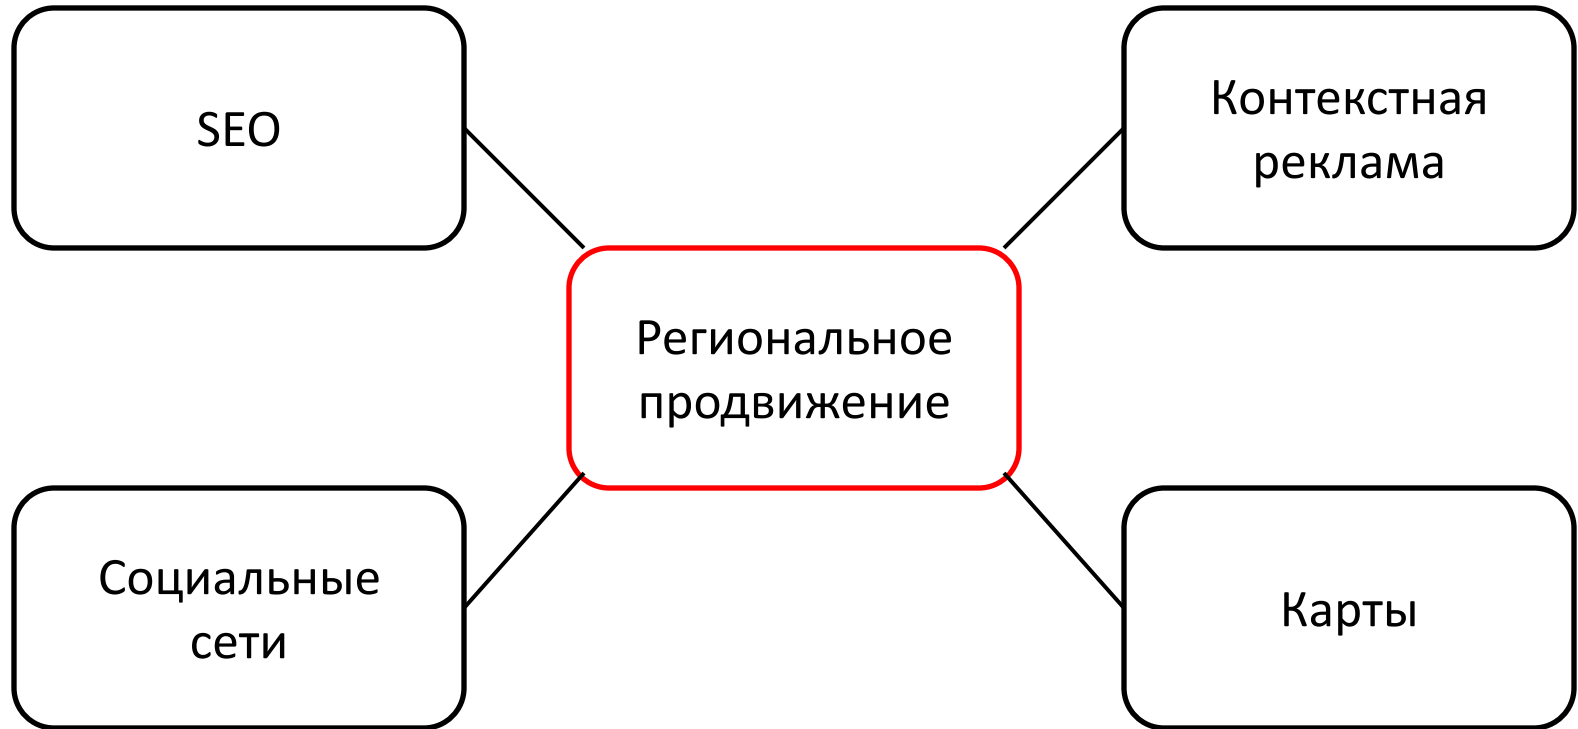 SEO
Контекстная
реклама
Региональное
продвижение
Социальные
сети
Карты